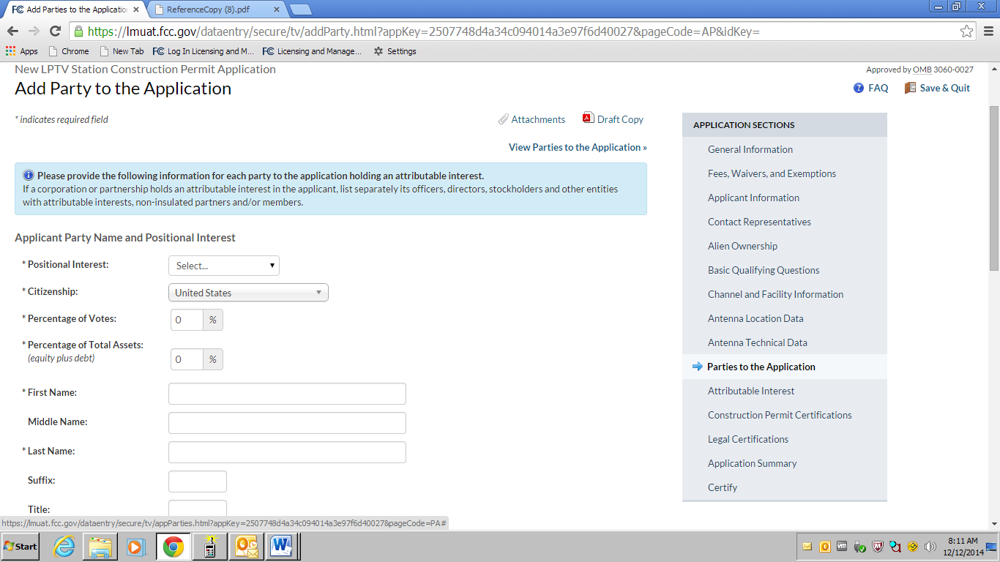 Add Parties to the Applicatio
ReferenceCopy (8).pdf
https://lmuat.fcc.gov/dataentry/secure/tv/addParty.html?appKey=2507748d4a34c094014a3e97f6d40027&pageCode=AP&idKey=
Apps
Chrome
New Tab
Log In Licensing and M...
Licensing and Manage...
Settings
New LPTV Station Construction Permit Application
Approved by OMB 3060-0027
Add Party to the Application
FAQ
Save & Quit
* indicates required field
Attachments
Draft Copy
View Parties to the Application »
Please provide the following information for each party to the application holding an attributable interest.
If a corporation or partnership holds an attributable interest in the applicant, list separately its officers, directors, stockholders and other entities
with attributable interests, non-insulated partners and/or members.
Applicant Party Name and Positional Interest
* Positional Interest:
Select...
* Citizenship:
United States
* Percentage of Votes:
0 %
* Percentage of Total Assets:
(equity plus debt)
0 %
* First Name:
Middle Name:
* Last Name:
Suffix:
Title:
APPLICATION SECTIONS
General Information
Fees, Waivers, and Exemptions
Applicant Information
Contact Representatives
Alien Ownership
Basic Qualifying Questions
Channel and Facility Information
Antenna Location Data
Antenna Technical Data
Parties to the Application
Attributable Interest
Construction Permit Certifications
Legal Certifications
Application Summary
Certify
https://lmuat.fcc.gov/dataentry/secure/tv/appParties.html?appKey=2507748d4a34c094014a3e97f6d40027&pageCode=PA#
Start
8:11 AM
12/12/2014